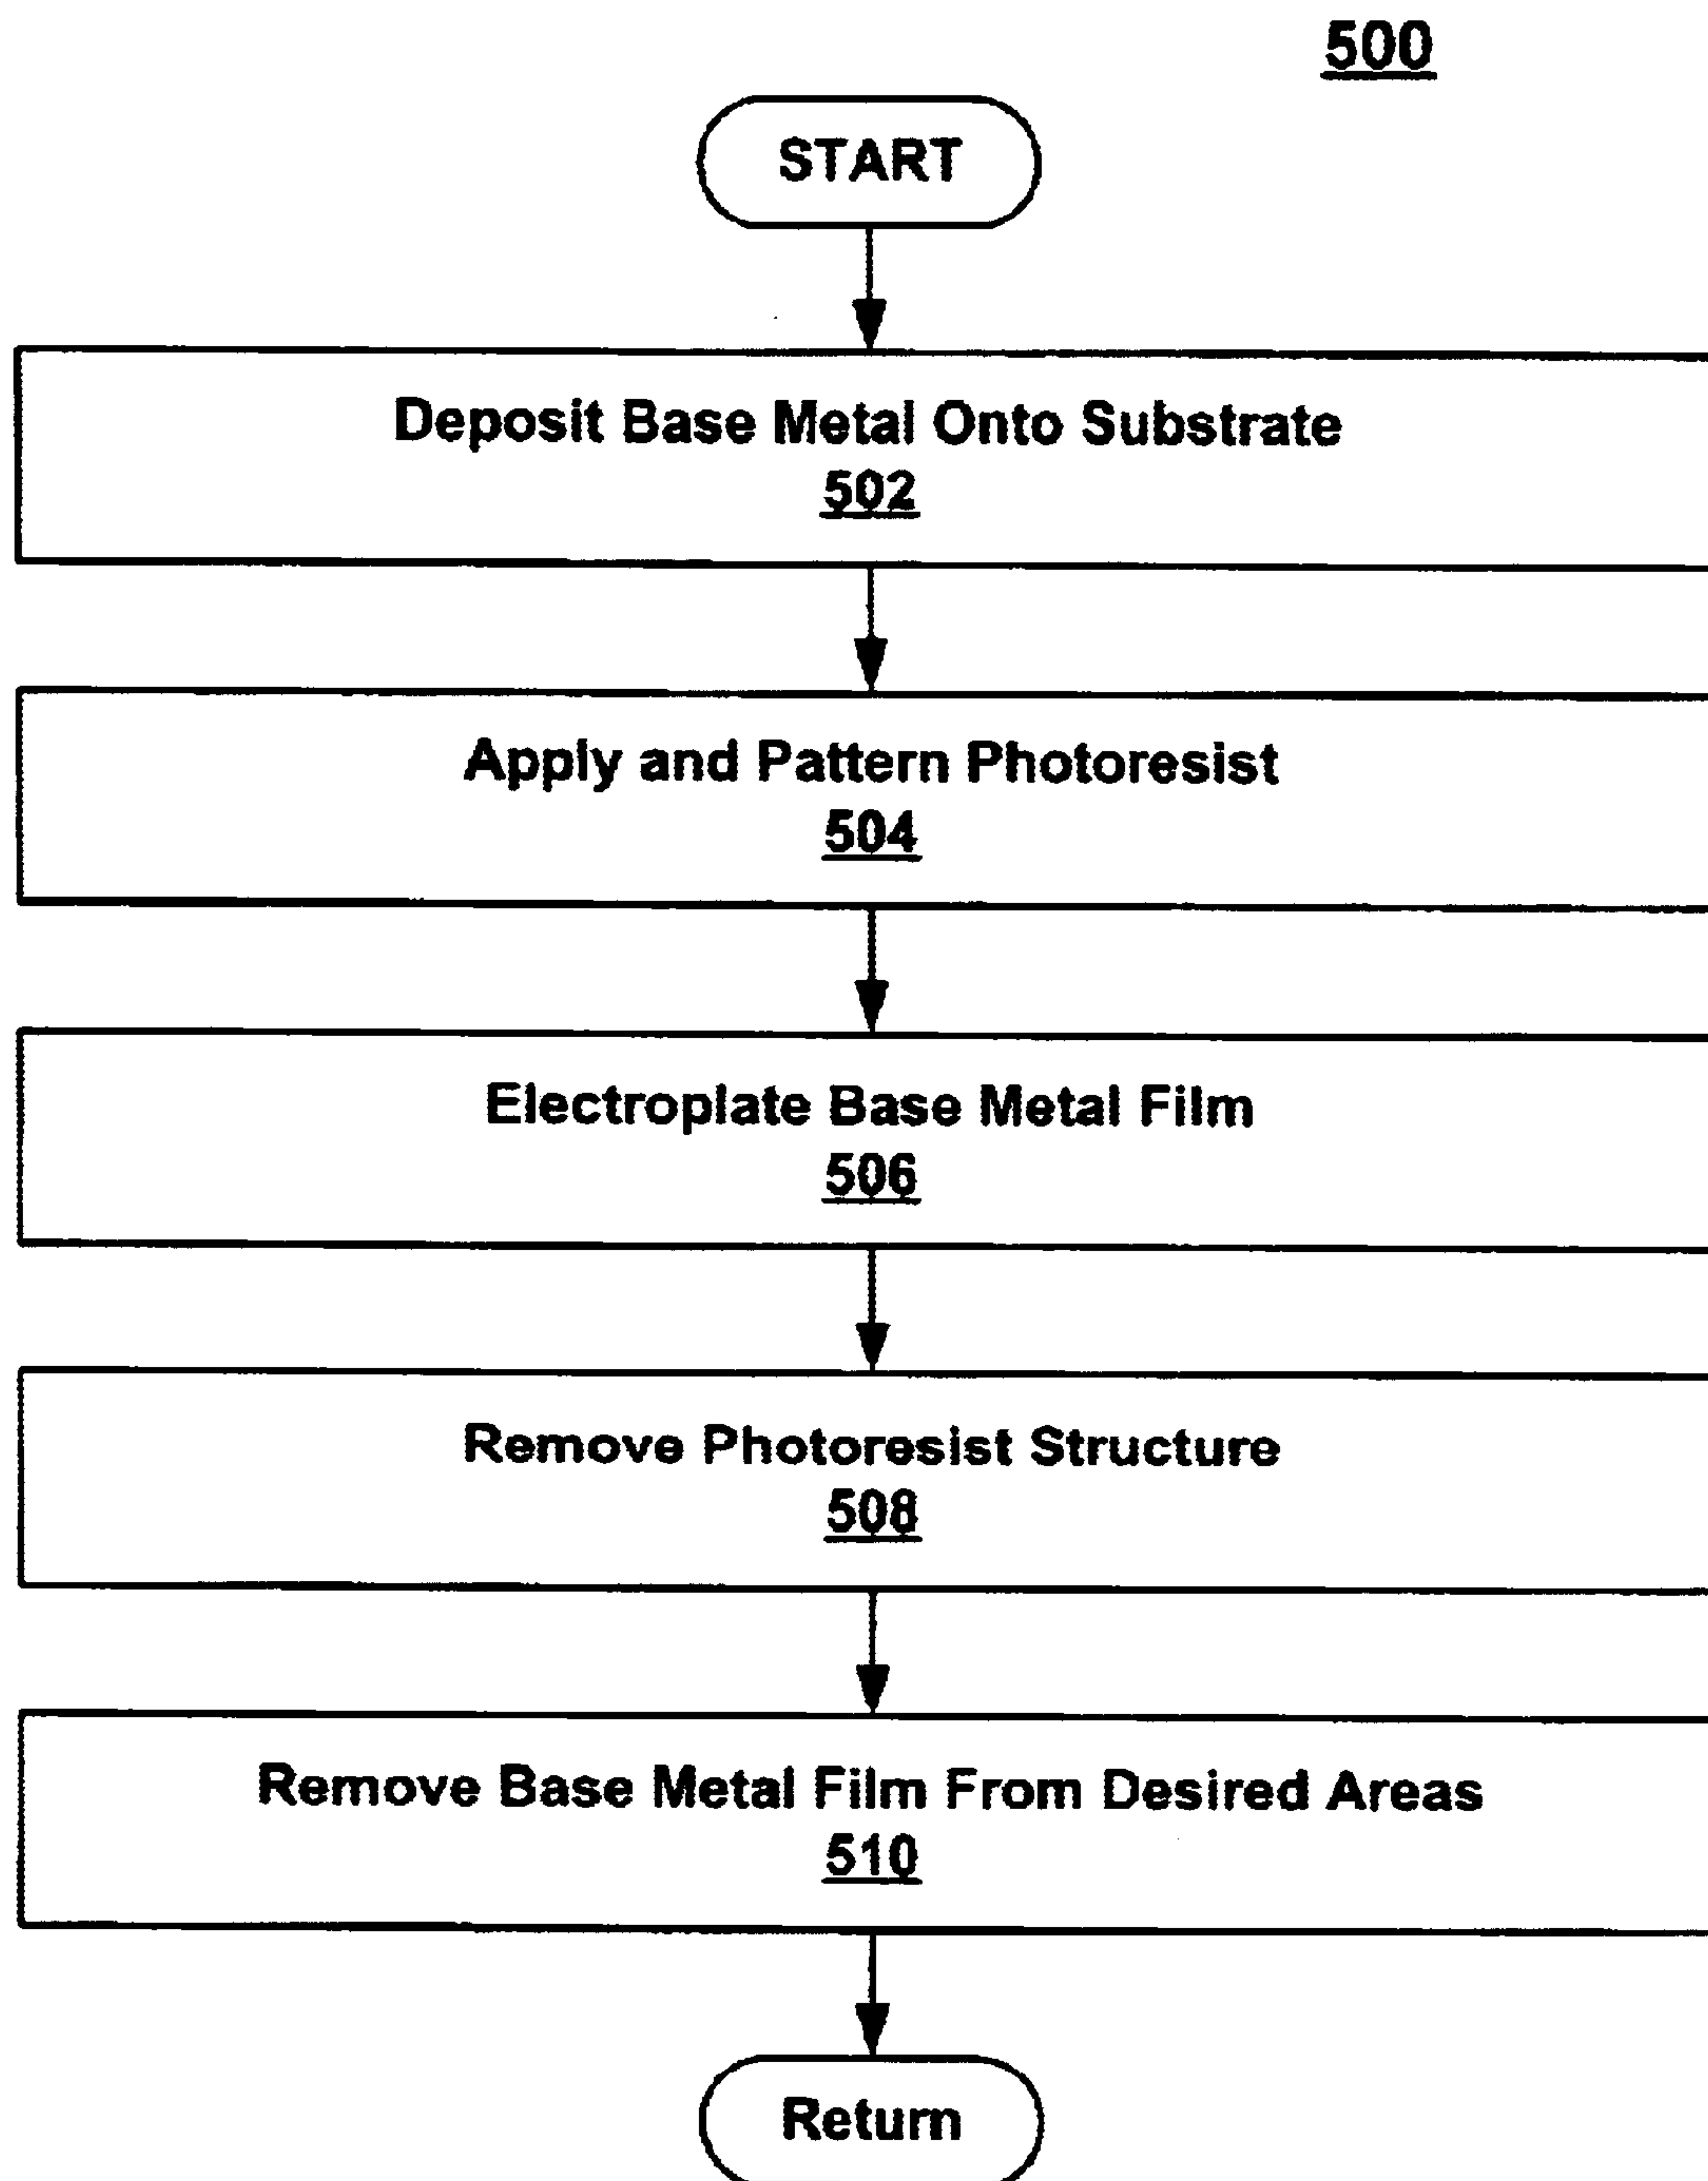 500
START
Deposit Base Metal Onto Substrate
502
Apply and Pattern Photoresist
504
Electroplate Base Metal Film
506
Remove Photoresist Structure
508
Remove Base Metal Film From Desired Areas
510
Return